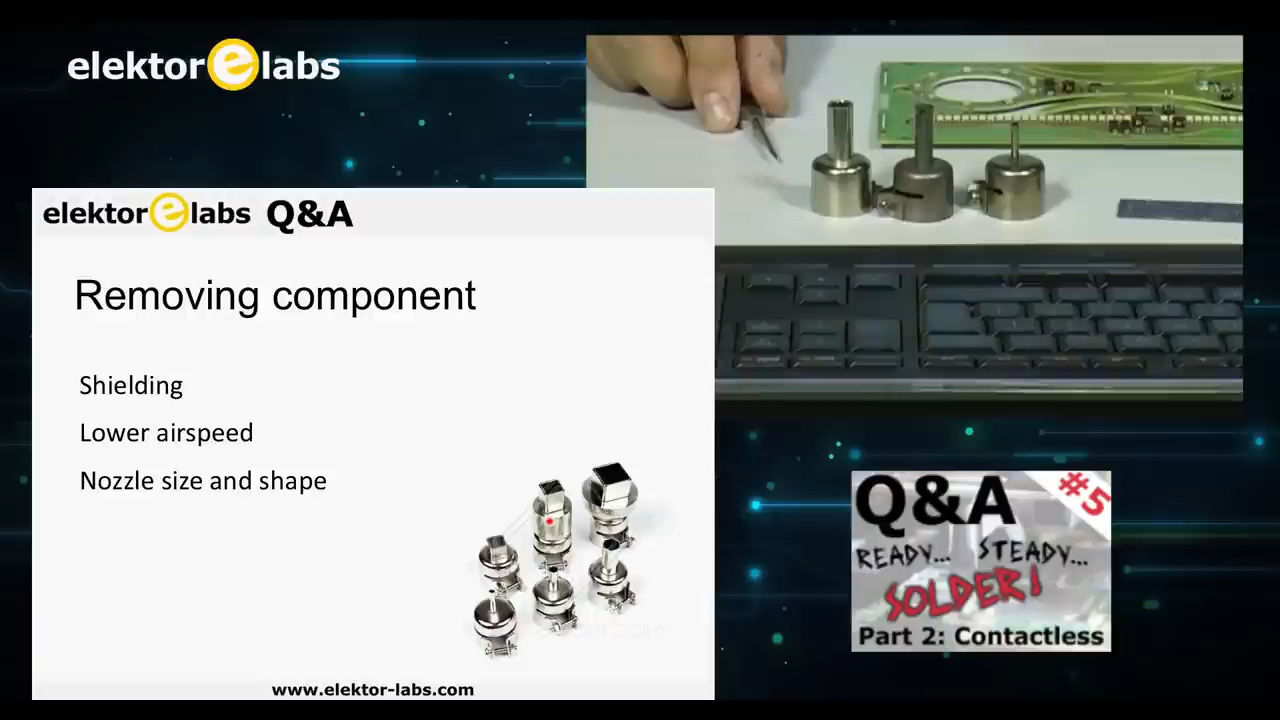 elektor e labs
elektor e labs Q&A
Removing component
Shielding
Lower airspeed
Nozzle size and shape
www.elektor-labs.com
Q&A
#5
READY... STEADY...
SOLDER!
Part 2: Contactless